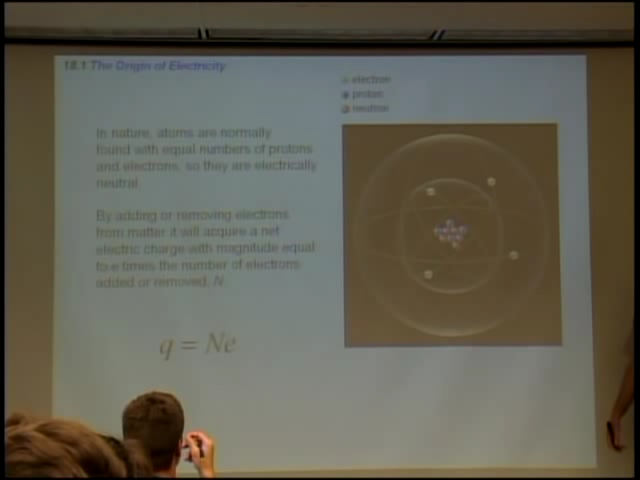 18.1 The Origin of Electricity
electron
proton
neutron
In nature, atoms are normally
found with equal numbers of protons
and electrons, so they are electrically
neutral.
By adding or removing electrons
from matter it will acquire a net
electric charge with magnitude equal
to e times the number of electrons
added or removed, N.
q = Ne